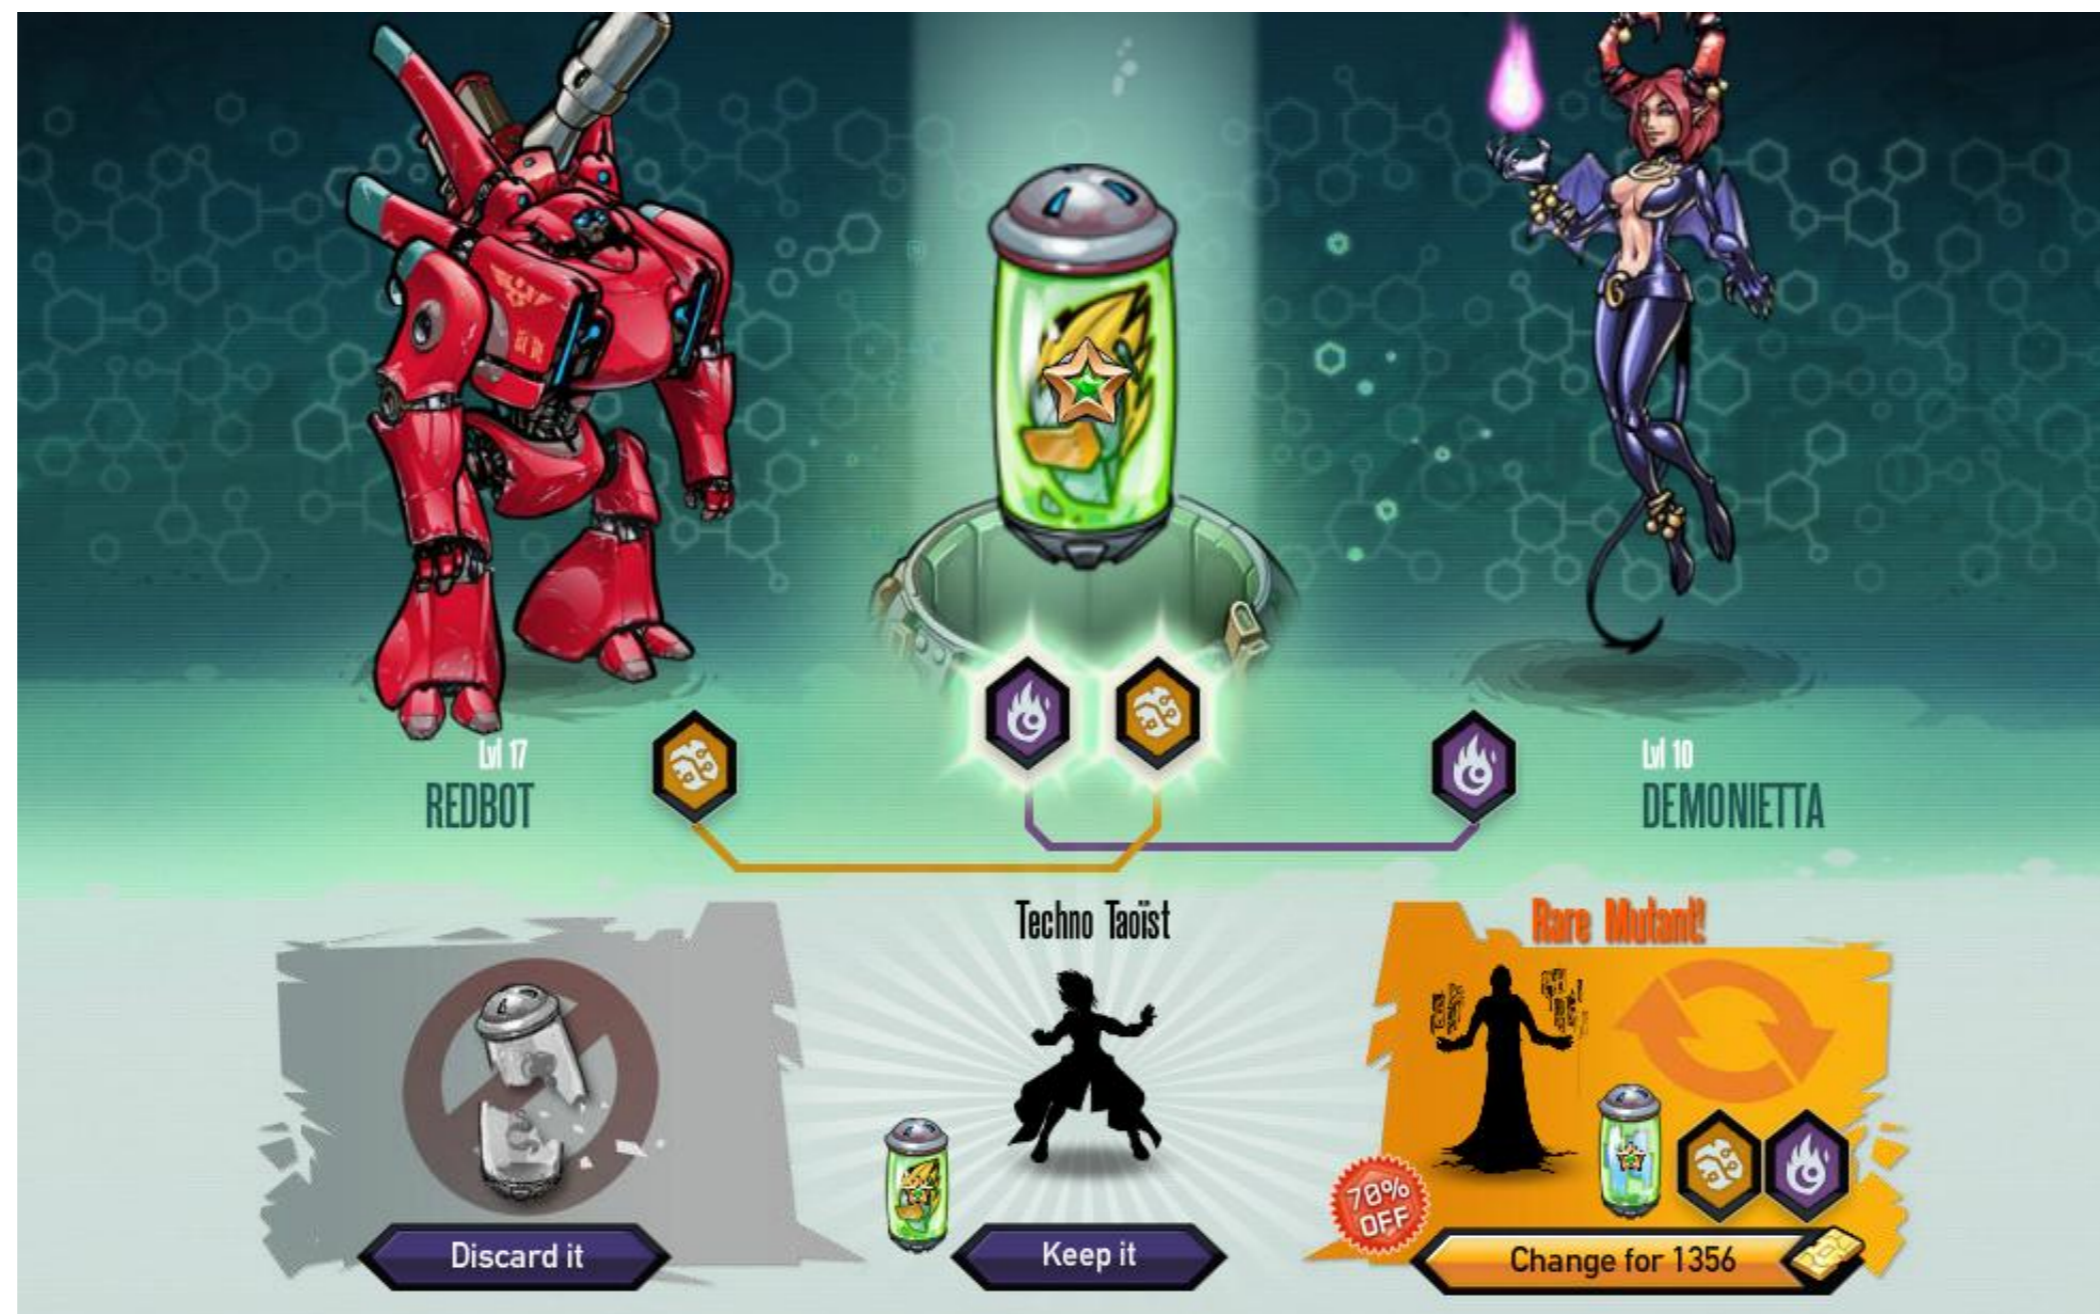 Lvl 17
REDBOT
Lvl 10
DEMONIETTA
Techno Taoïst
Rare Mutant!
70%
OFF
Discard it
Keep it
Change for 1356